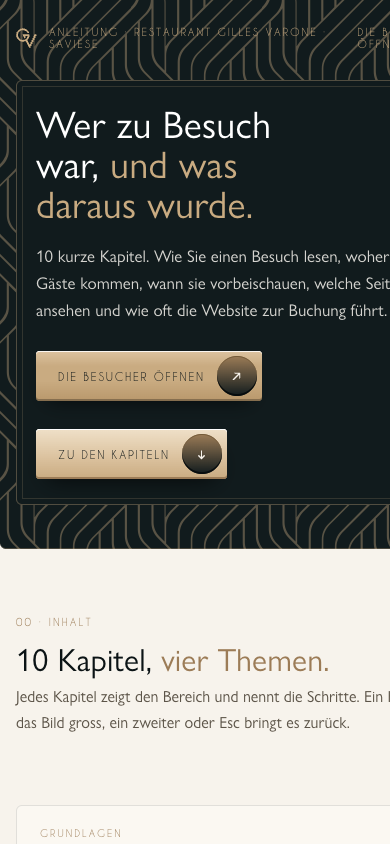 GV
ANLEITUNG · RESTAURANT GILLES VARONE · SAVIÈSE
DIE B
ÖFFN
Wer zu Besuch
war, und was
daraus wurde.
10 kurze Kapitel. Wie Sie einen Besuch lesen, woher
Gäste kommen, wann sie vorbeischauen, welche Seit
ansehen und wie oft die Website zur Buchung führt.
DIE BESUCHER ÖFFNEN
ZU DEN KAPITELN
00 · INHALT
10 Kapitel, vier Themen.
Jedes Kapitel zeigt den Bereich und nennt die Schritte. Ein
das Bild gross, ein zweiter oder Esc bringt es zurück.
GRUNDLAGEN